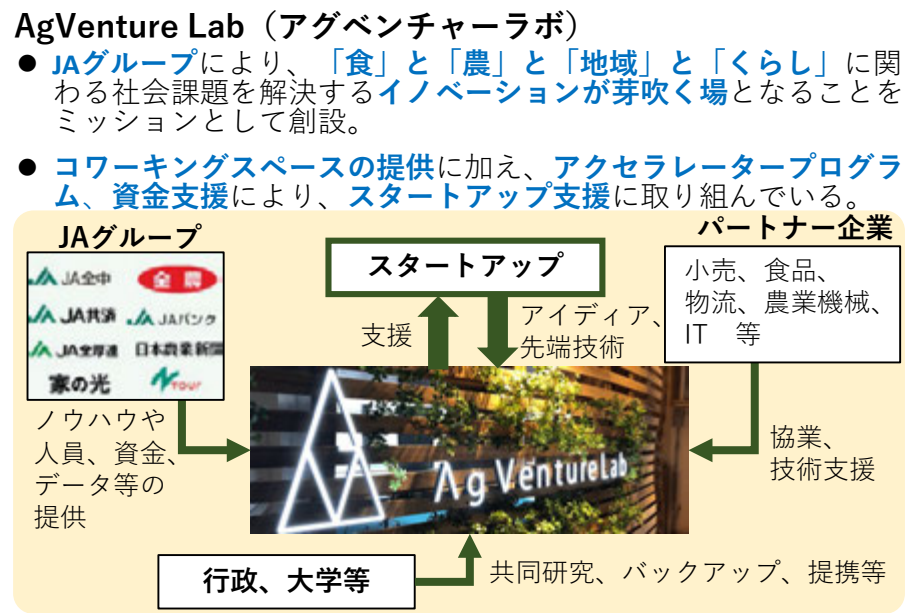 AgVenture Lab（アグベンチャーラボ）
● JAグループにより、「食」と「農」と「地域」と「くらし」に関
わる社会課題を解決するイノベーションが芽吹く場となることを
ミッションとして創設。
● コワーキングスペースの提供に加え、アクセラレータープログラ
ム、資金支援により、スタートアップ支援に取り組んでいる。
JAグループ
JA全中
全農
JA共済
JAバンク
JA全厚連
日本農業新聞
家の光
Ntour
ノウハウや
人員、資金、
データ等の
提供
スタートアップ
支援
アイディア、
先端技術
パートナー企業
小売、食品、
物流、農業機械、
IT　等
協業、
技術支援
Ag VentureLab
行政、大学等
共同研究、バックアップ、提携等